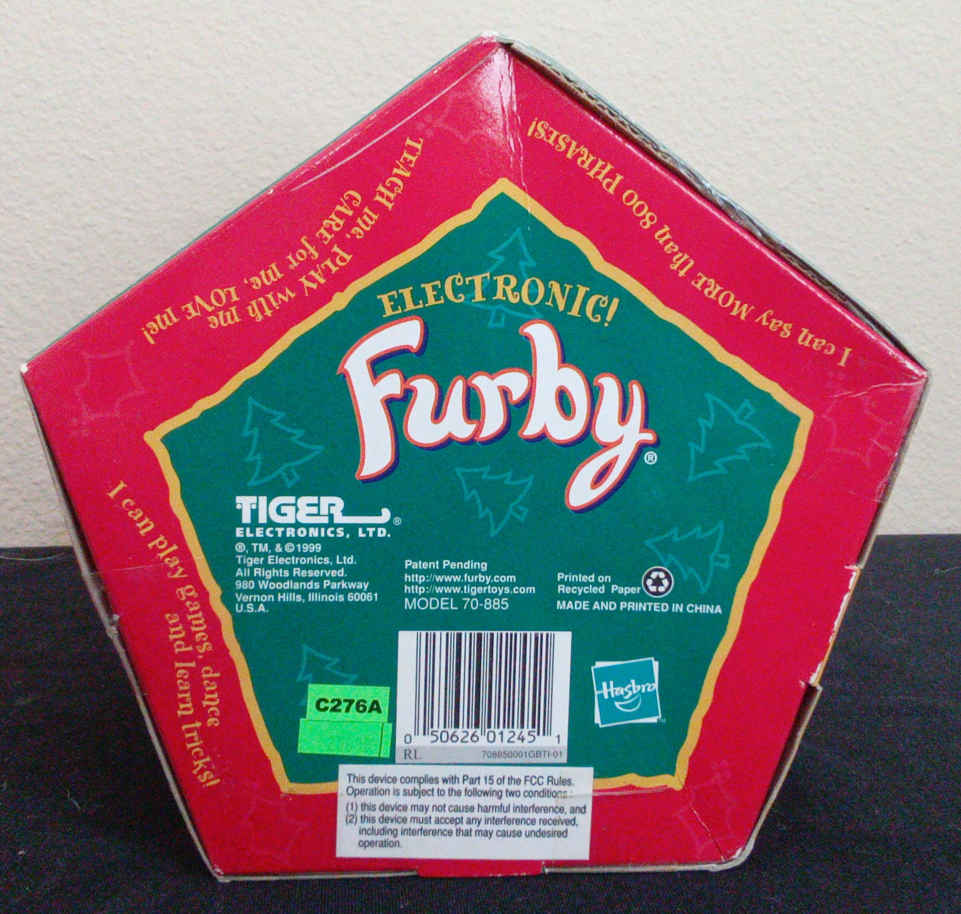 TEACH me, PLAY with me
CARE for me, LOVE me!
I can say MORE than 800 PHRASES!
ELECTRONIC!
Furby®
TIGER®
ELECTRONICS, LTD.
®, TM, & ©1999
Tiger Electronics, Ltd.
All Rights Reserved.
980 Woodlands Parkway
Vernon Hills, Illinois 60061
U.S.A.
Patent Pending
http://www.furby.com
http://www.tigertoys.com
MODEL 70-885
Printed on
Recycled Paper
MADE AND PRINTED IN CHINA
I can play games, dance
and learn tricks!
Hasbro™
C276A
0 50626 01245 1
RL 708850001GBTI-01
This device complies with Part 15 of the FCC Rules.
Operation is subject to the following two conditions:
(1) this device may not cause harmful interference, and
(2) this device must accept any interference received,
including interference that may cause undesired
operation.